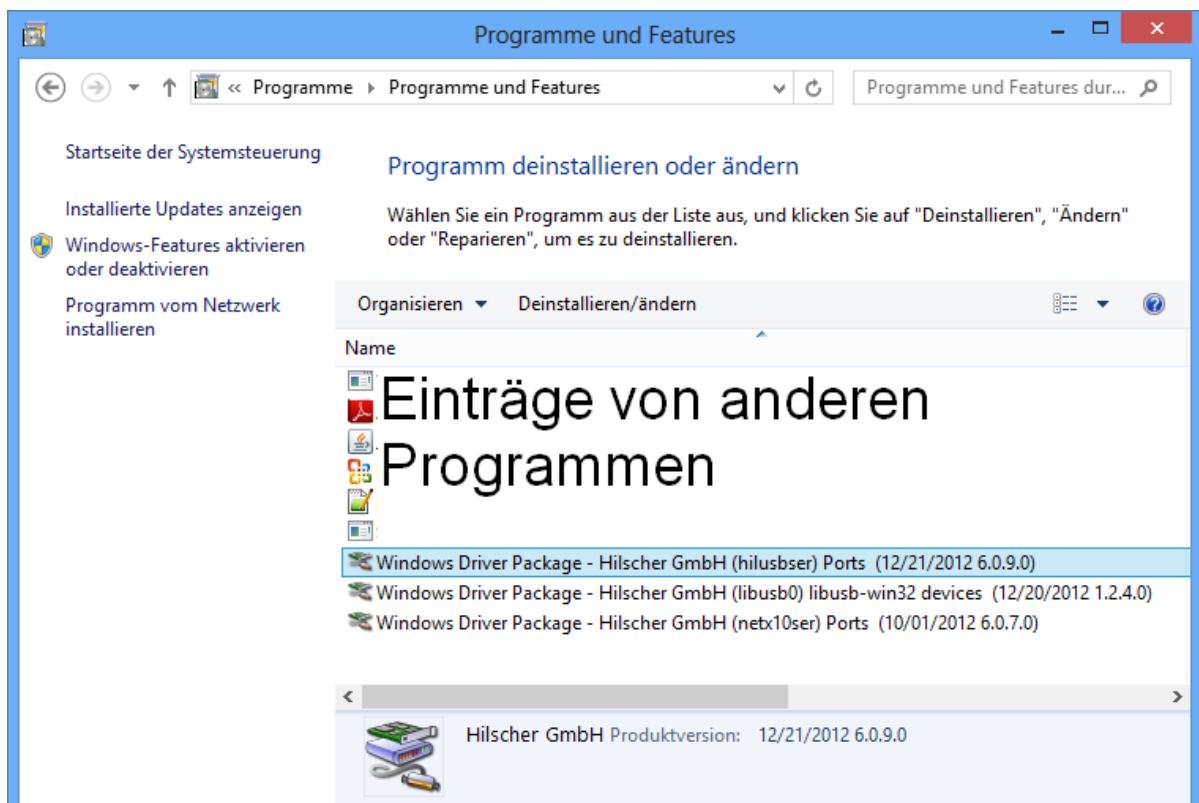 Programme und Features
« Programme Programme und Features
Programme und Features dur...
Startseite der Systemsteuerung
Installierte Updates anzeigen
Windows-Features aktivieren
oder deaktivieren
Programm vom Netzwerk
installieren
Programm deinstallieren oder ändern
Wählen Sie ein Programm aus der Liste aus, und klicken Sie auf "Deinstallieren", "Ändern"
oder "Reparieren", um es zu deinstallieren.
Organisieren Deinstallieren/ändern
Name
Einträge von anderen
Programmen
Windows Driver Package - Hilscher GmbH (hilusbser) Ports (12/21/2012 6.0.9.0)
Windows Driver Package - Hilscher GmbH (libusb0) libusb-win32 devices (12/20/2012 1.2.4.0)
Windows Driver Package - Hilscher GmbH (netx10ser) Ports (10/01/2012 6.0.7.0)
Hilscher GmbH Produktversion: 12/21/2012 6.0.9.0